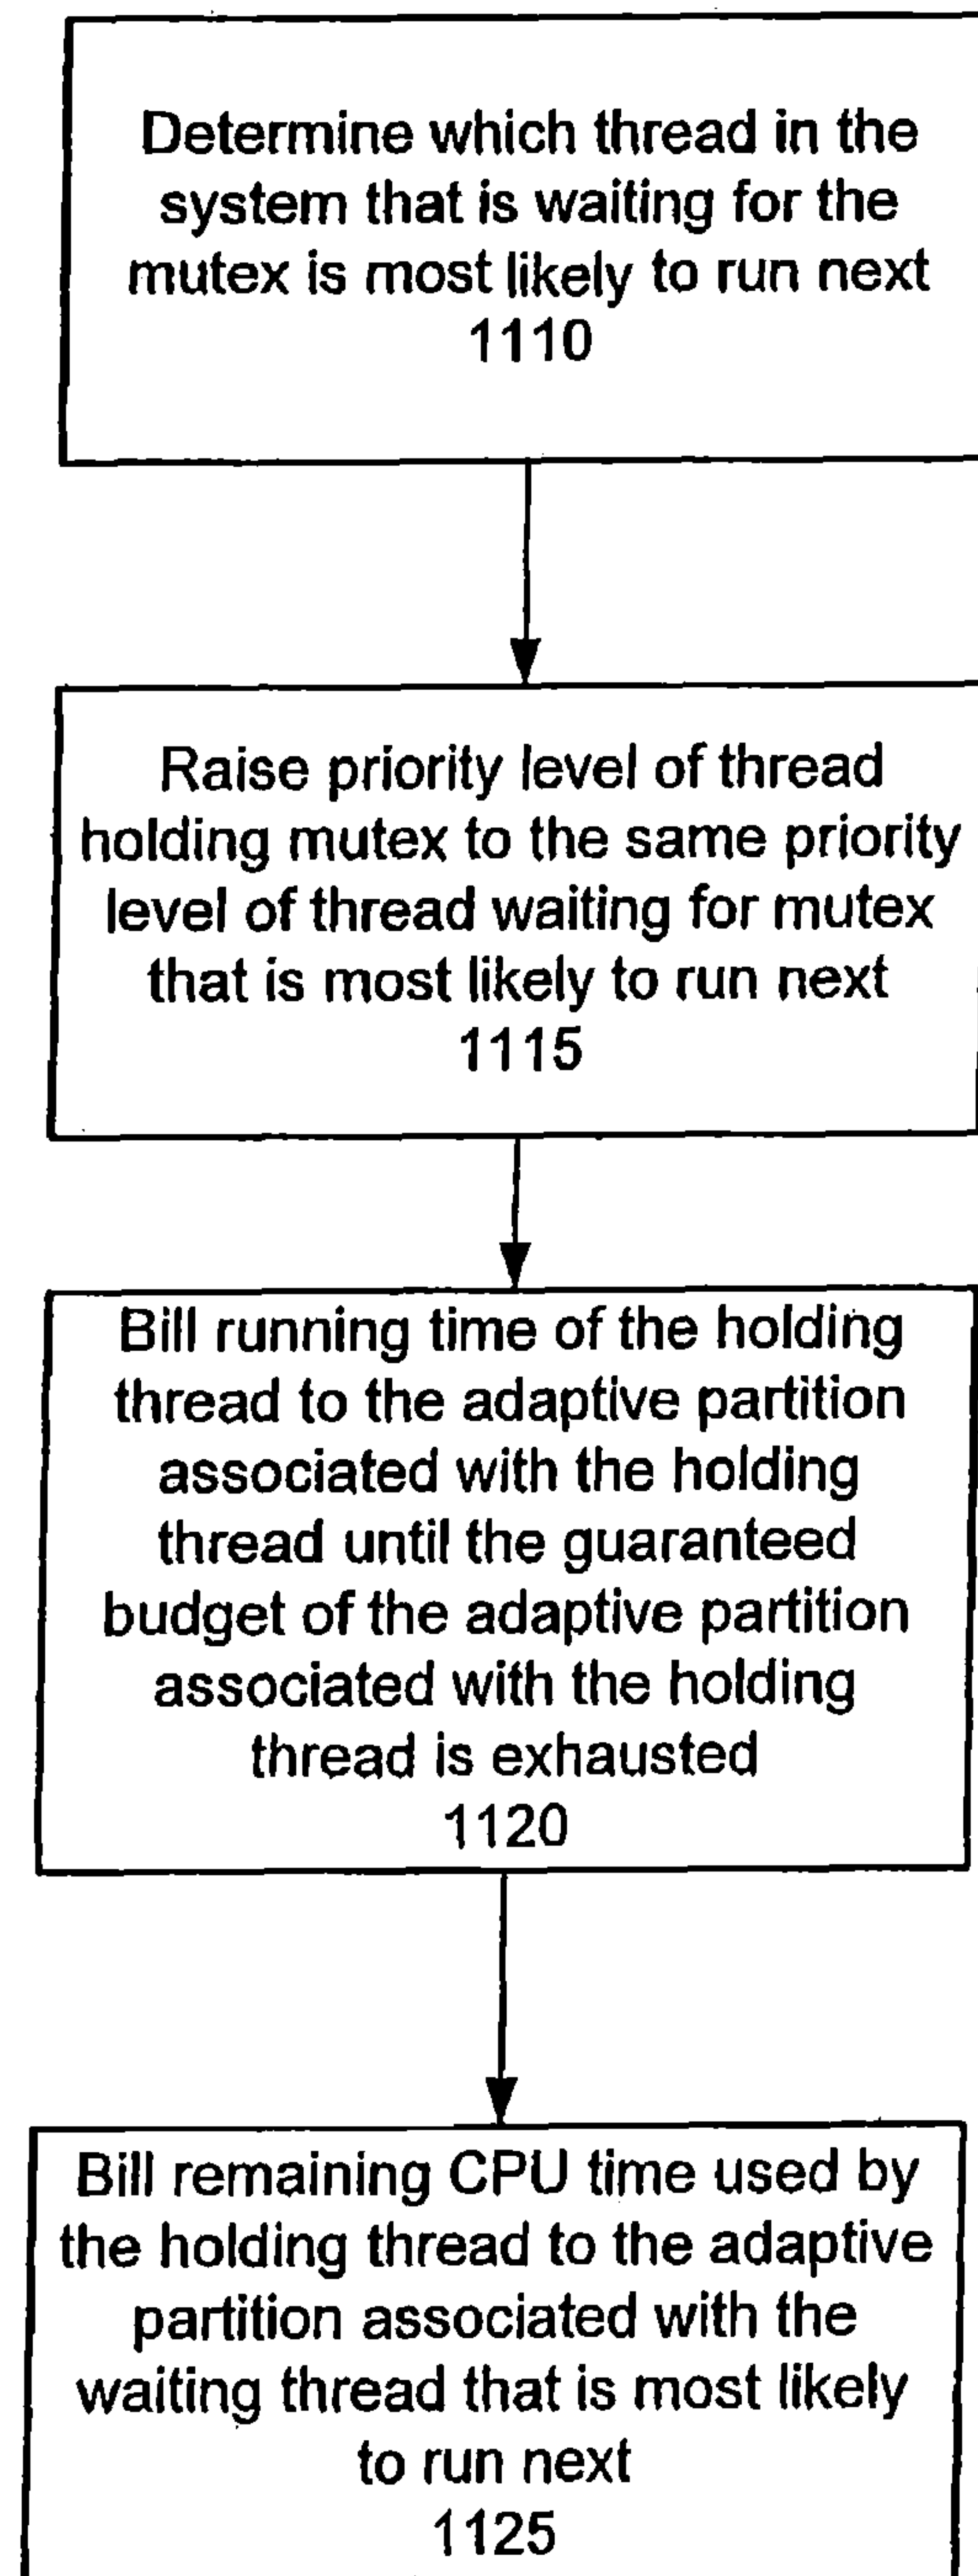 Determine which thread in the
system that is waiting for the
mutex is most likely to run next
1110
Raise priority level of thread
holding mutex to the same priority
level of thread waiting for mutex
that is most likely to run next
1115
Bill running time of the holding
thread to the adaptive partition
associated with the holding
thread until the guaranteed
budget of the adaptive partition
associated with the holding
thread is exhausted
1120
Bill remaining CPU time used by
the holding thread to the adaptive
partition associated with the
waiting thread that is most likely
to run next
1125